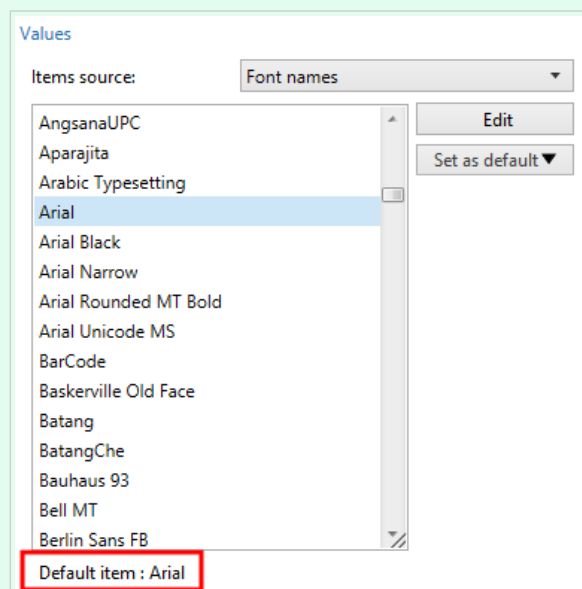 Values
Items source: Font names
AngsanaUPC
Edit
Aparajita
Set as default
Arabic Typesetting
Arial
Arial Black
Arial Narrow
Arial Rounded MT Bold
Arial Unicode MS
BarCode
Baskerville Old Face
Batang
BatangChe
Bauhaus 93
Bell MT
Berlin Sans FB
Default item : Arial